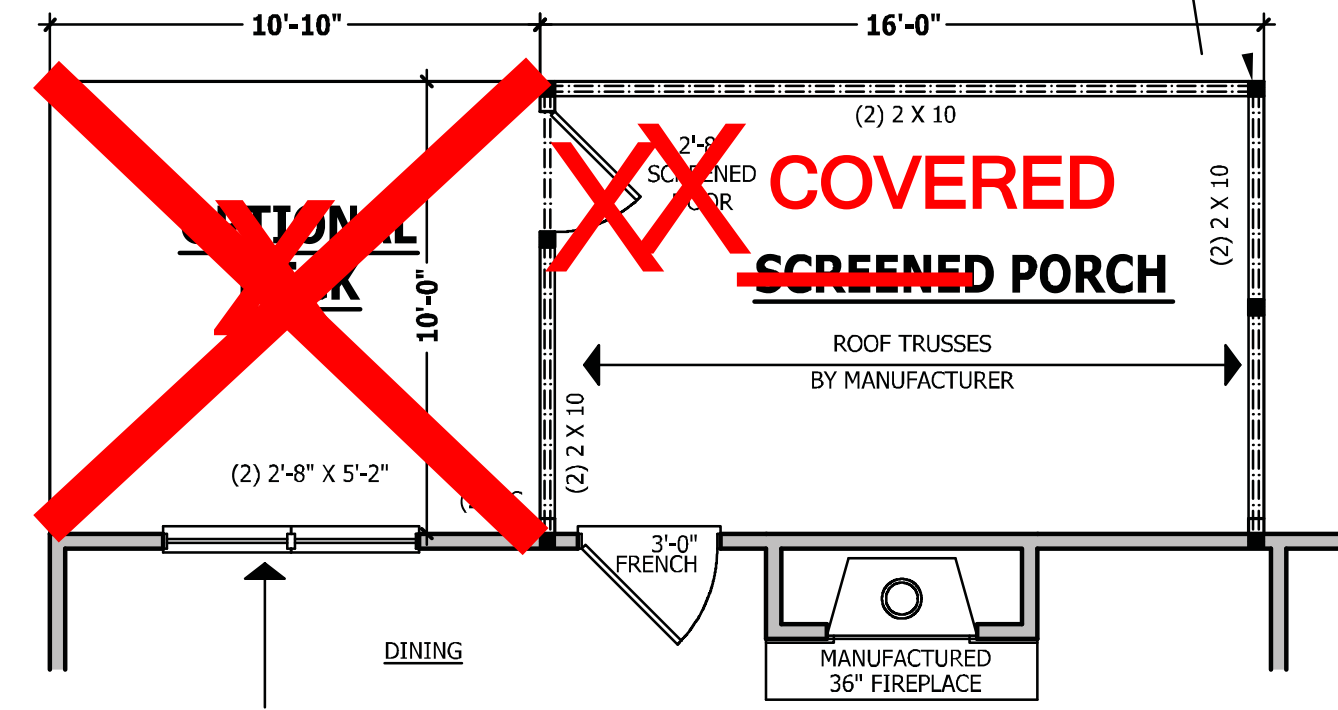 10'-10"
16'-0"
(2) 2 X 10
COVERED
SCREENED PORCH
(2) 2 X 10
10'-0"
ROOF TRUSSES
BY MANUFACTURER
(2) 2 X 10
(2) 2'-8" X 5'-2"
3'-0"
FRENCH
DINING
MANUFACTURED
36" FIREPLACE